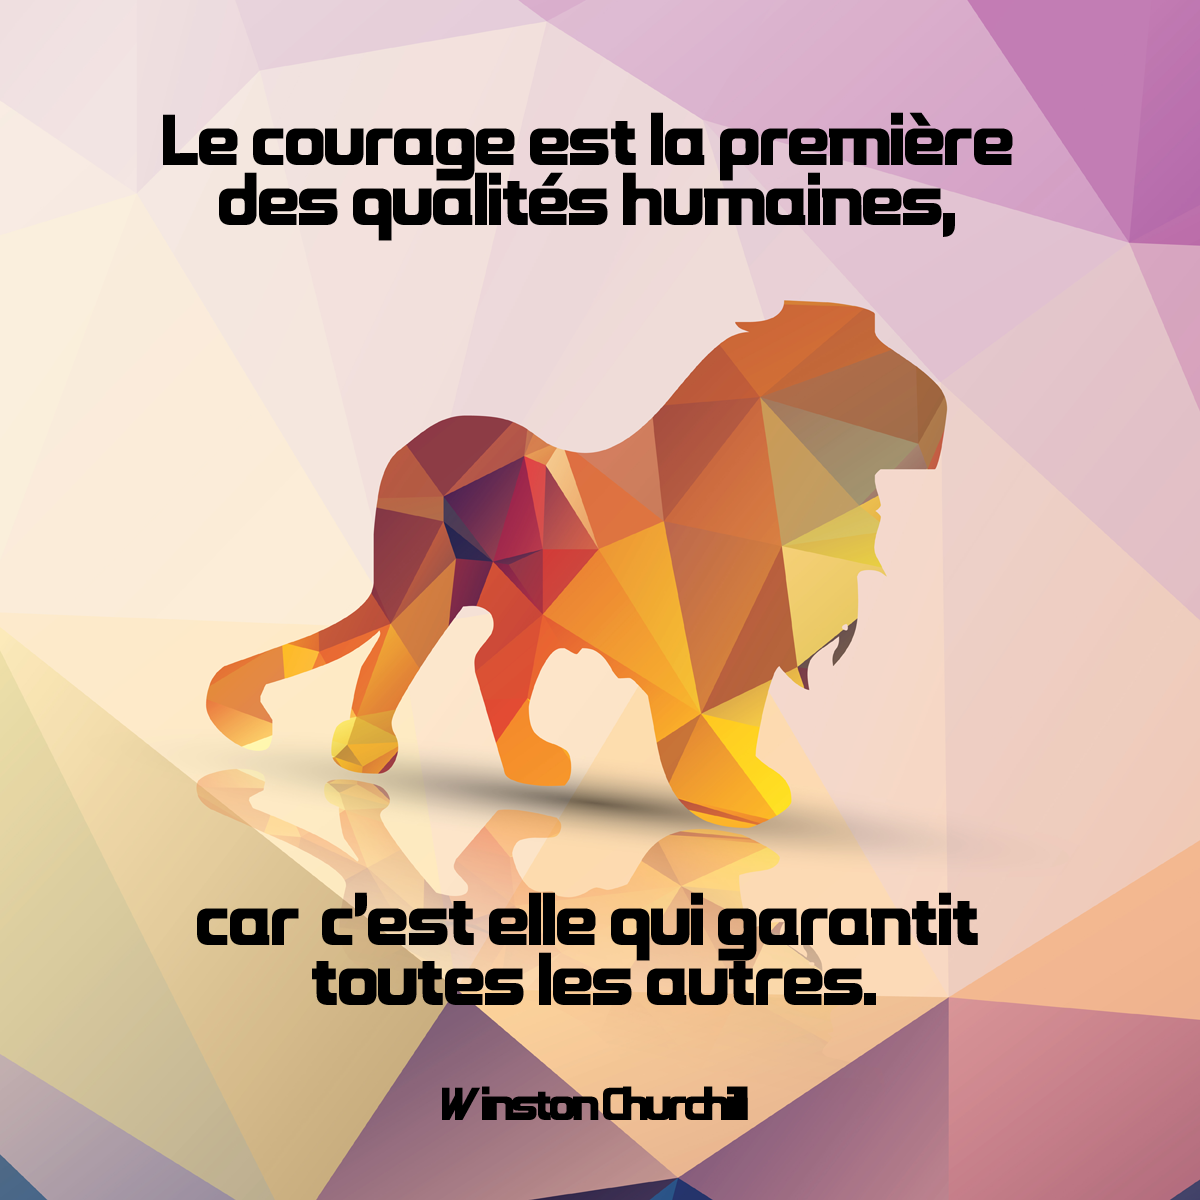 Le courage est la première
des qualités humaines,
car c'est elle qui garantit
toutes les autres.
Winston Churchill